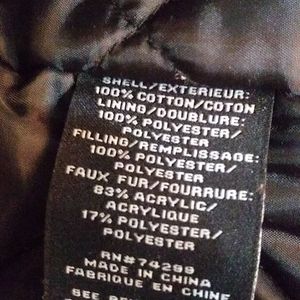 SHELL/EXTERIEUR:
100% COTTON/COTON
LINING/DOUBLURE:
100% POLYESTER/
POLYESTER
FILLING/REMPLISSAGE:
100% POLYESTER/
POLYESTER
FAUX FUR/FOURRURE:
83% ACRYLIC/
ACRYLIQUE
17% POLYESTER/
POLYESTER
RN#74299
MADE IN CHINA
FABRIQUE EN CHINE
SEE